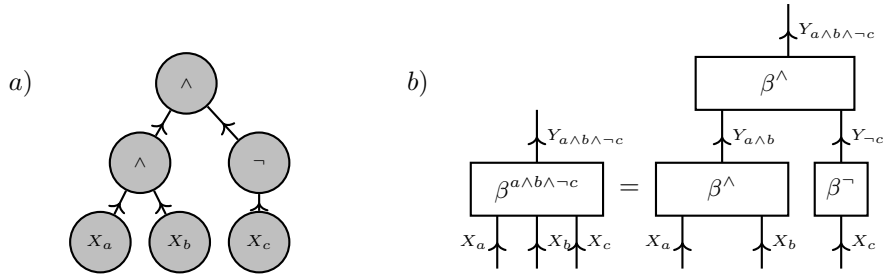 a)
∧
∧ ¬
X_a X_b X_c
b)
Y_{a∧b∧¬c}
β^{a∧b∧¬c}
X_a X_b X_c
=
Y_{a∧b∧¬c}
β^∧
Y_{a∧b} Y_{¬c}
β^∧ β^¬
X_a X_b X_c